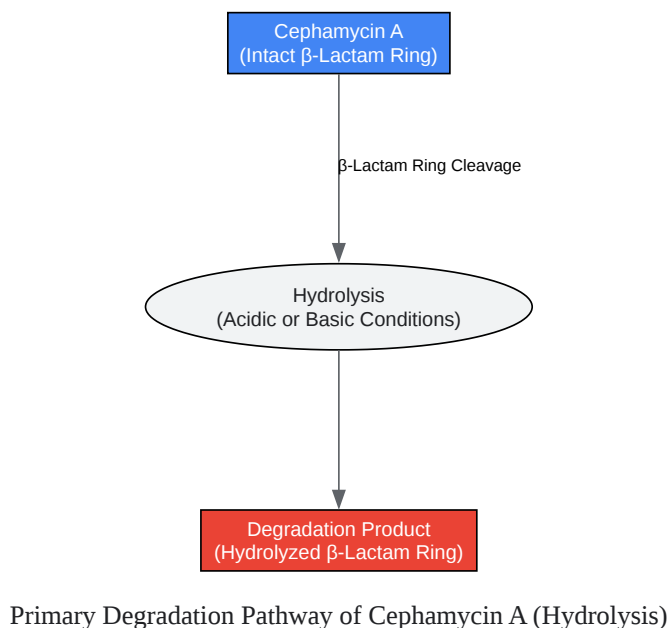 Cephamycin A
(Intact β-Lactam Ring)
β-Lactam Ring Cleavage
Hydrolysis
(Acidic or Basic Conditions)
Degradation Product
(Hydrolyzed β-Lactam Ring)
Primary Degradation Pathway of Cephamycin A (Hydrolysis)